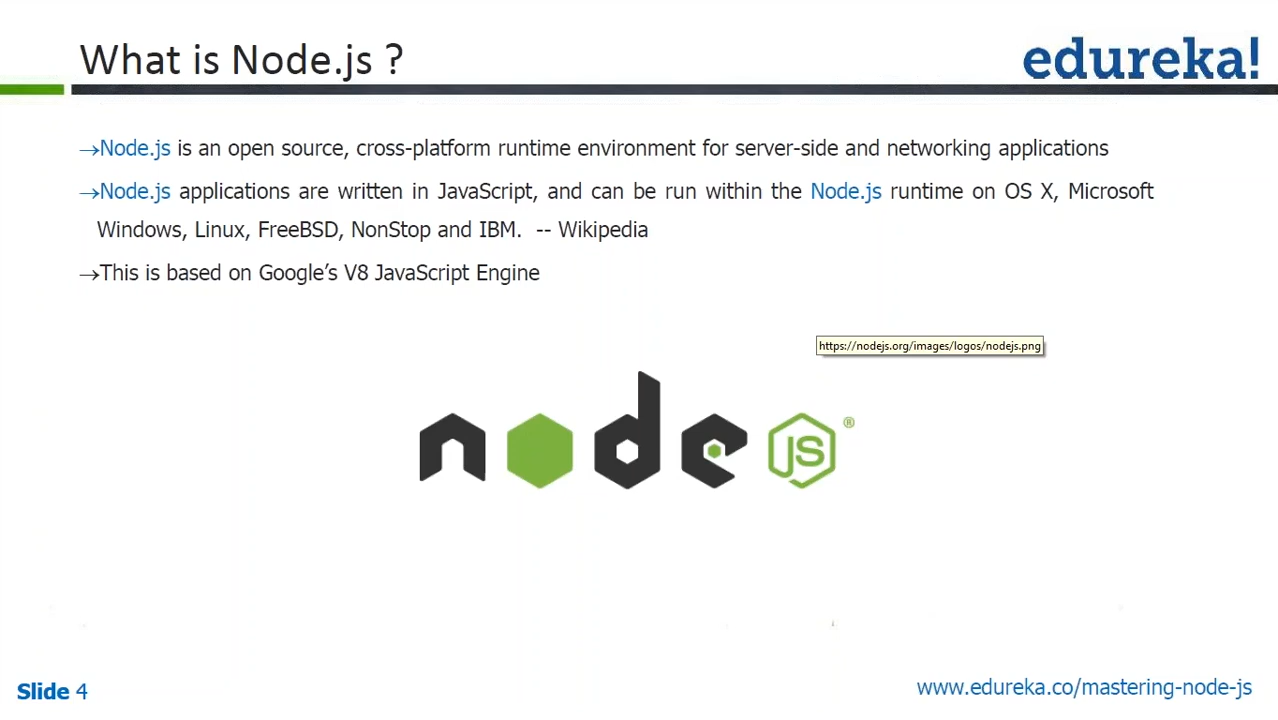 What is Node.js ?
edureka!
→Node.js is an open source, cross-platform runtime environment for server-side and networking applications
→Node.js applications are written in JavaScript, and can be run within the Node.js runtime on OS X, Microsoft
Windows, Linux, FreeBSD, NonStop and IBM. -- Wikipedia
→This is based on Google’s V8 JavaScript Engine
https://nodejs.org/images/logos/nodejs.png
node JS ®
Slide 4
www.edureka.co/mastering-node-js